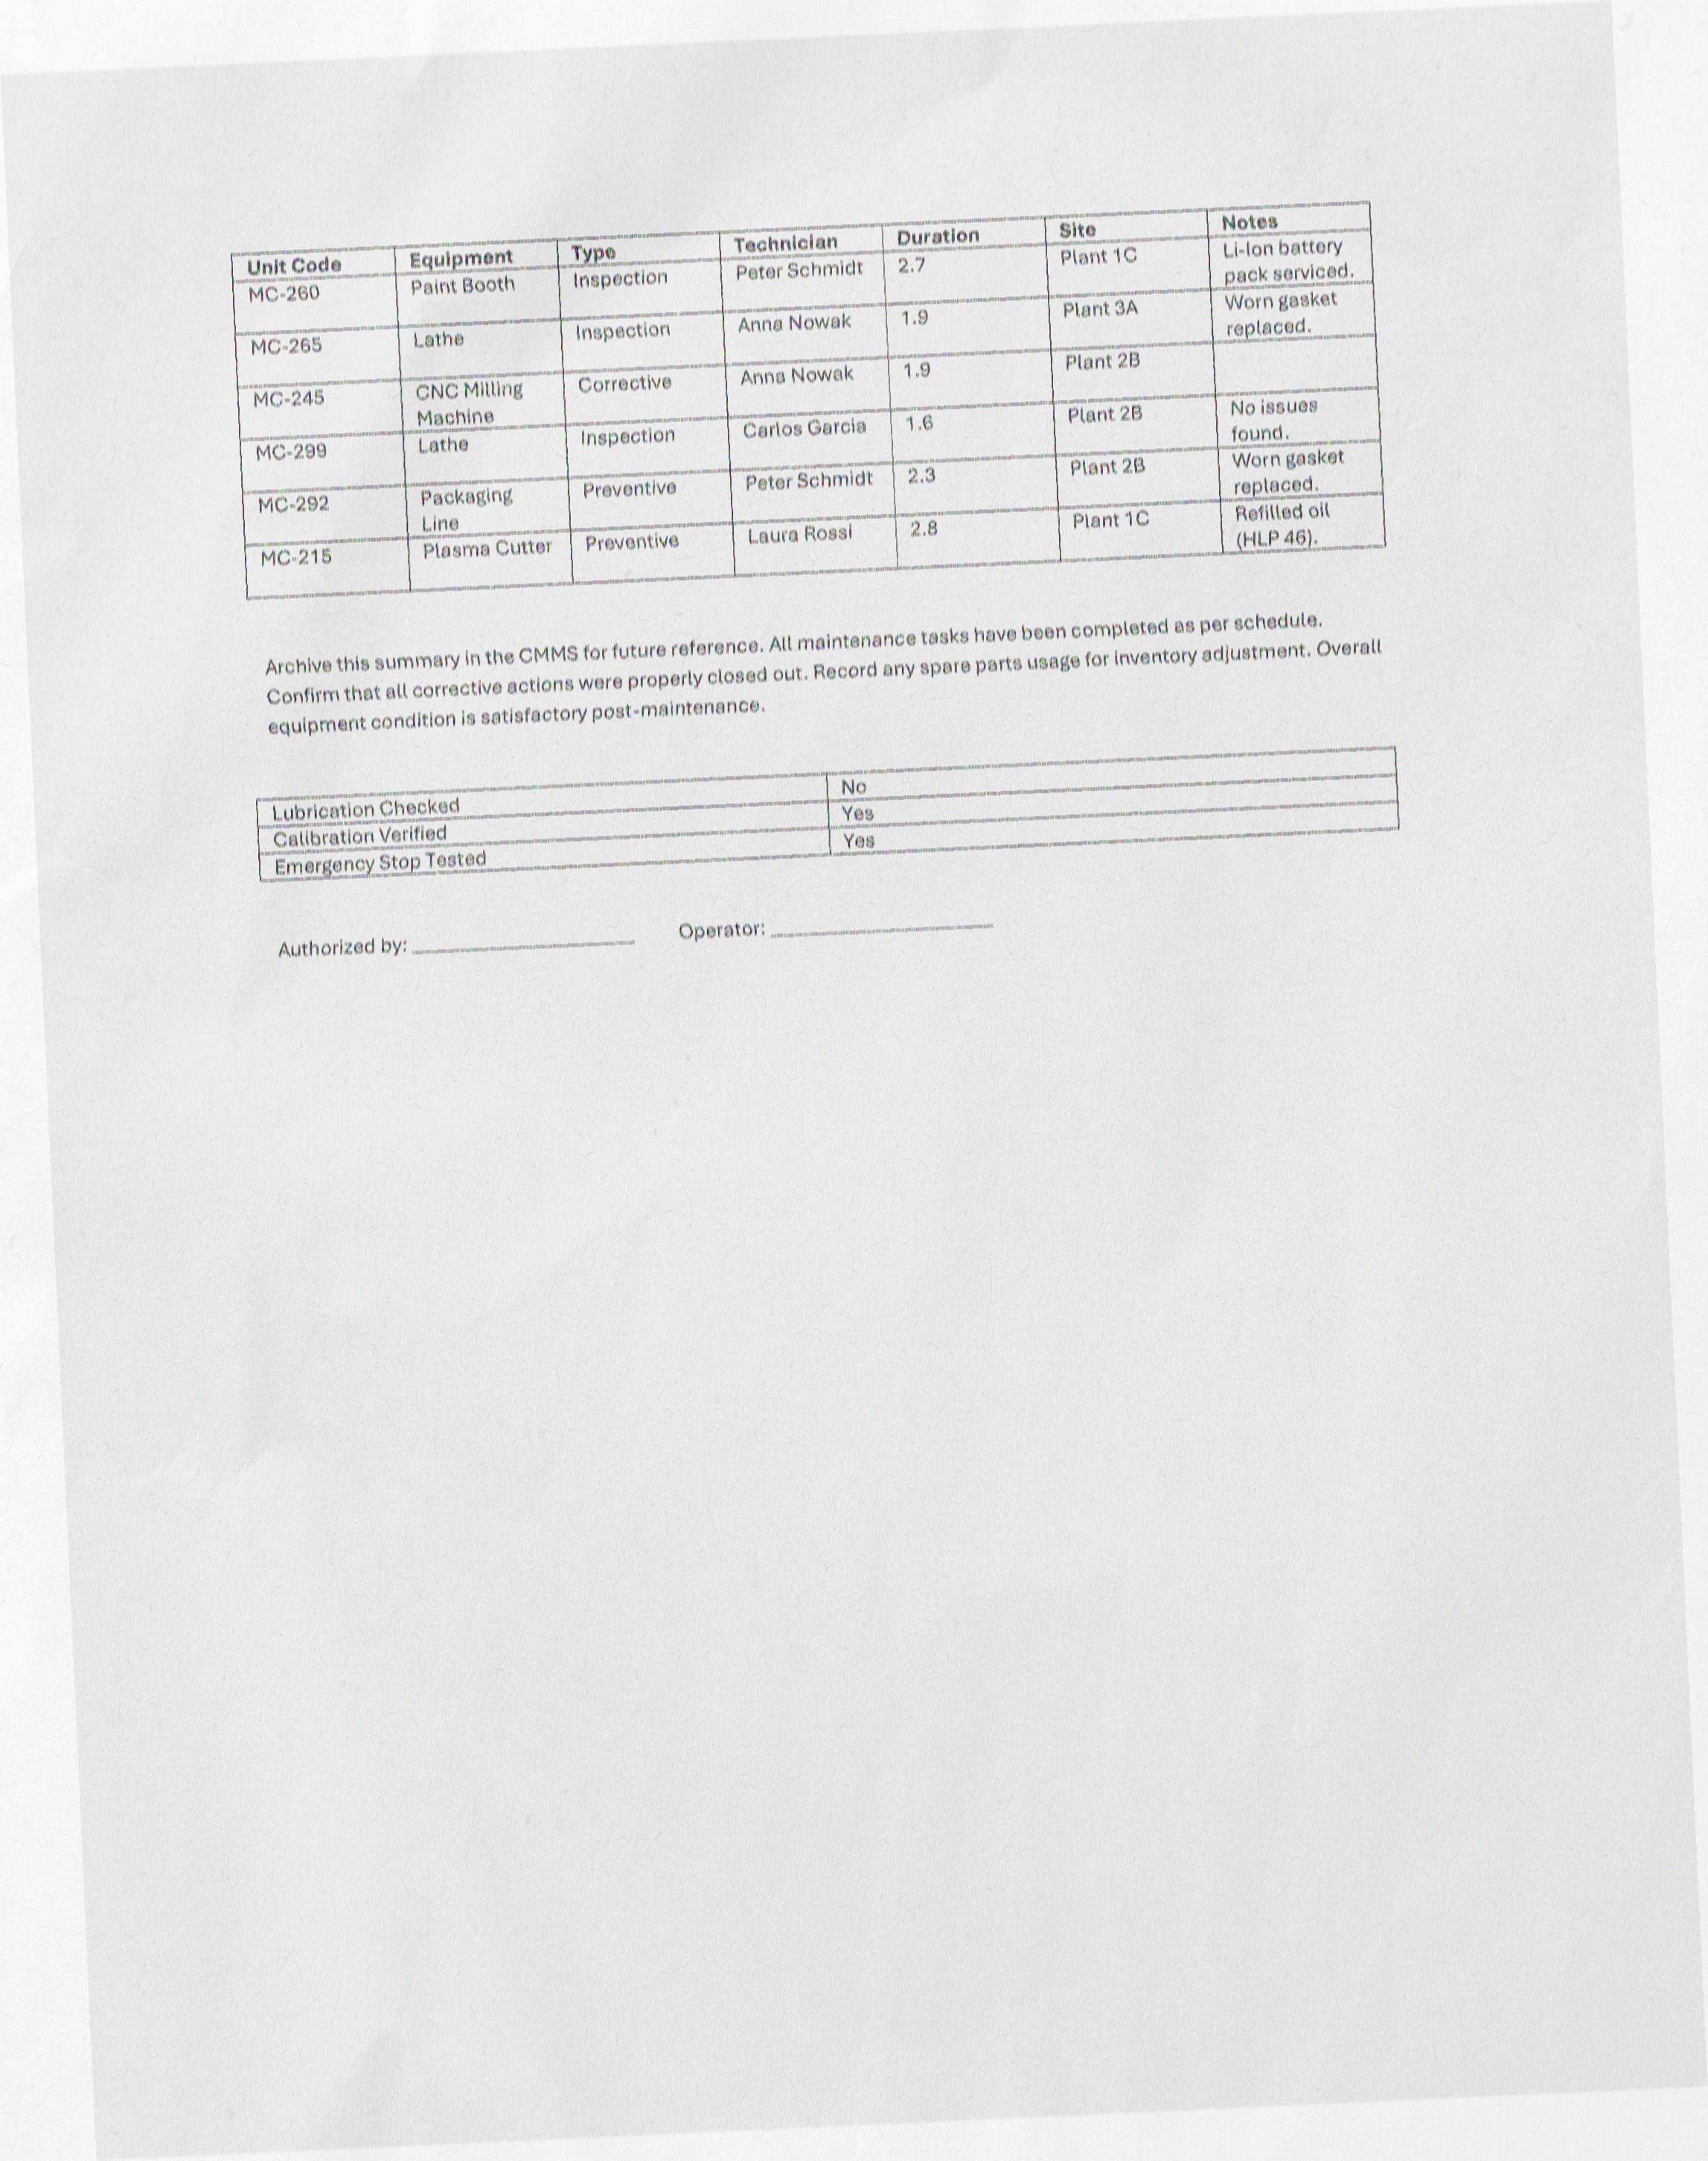 Unit Code Equipment Type Technician Duration Site Notes
MC-260 Paint Booth Inspection Peter Schmidt 2.7 Plant 1C Li-Ion battery
pack serviced.
MC-265 Lathe Inspection Anna Nowak 1.9 Plant 3A Worn gasket
replaced.
MC-245 CNC Milling Corrective Anna Nowak 1.9 Plant 2B
Machine
MC-299 Lathe Inspection Carlos Garcia 1.6 Plant 2B No issues
found.
MC-292 Packaging Preventive Peter Schmidt 2.3 Plant 2B Worn gasket
Line replaced.
MC-215 Plasma Cutter Preventive Laura Rossi 2.8 Plant 1C Refilled oil
(HLP 46).
Archive this summary in the CMMS for future reference. All maintenance tasks have been completed as per schedule.
Confirm that all corrective actions were properly closed out. Record any spare parts usage for inventory adjustment. Overall
equipment condition is satisfactory post-maintenance.
Lubrication Checked No
Calibration Verified Yes
Emergency Stop Tested Yes
Authorized by: Operator: